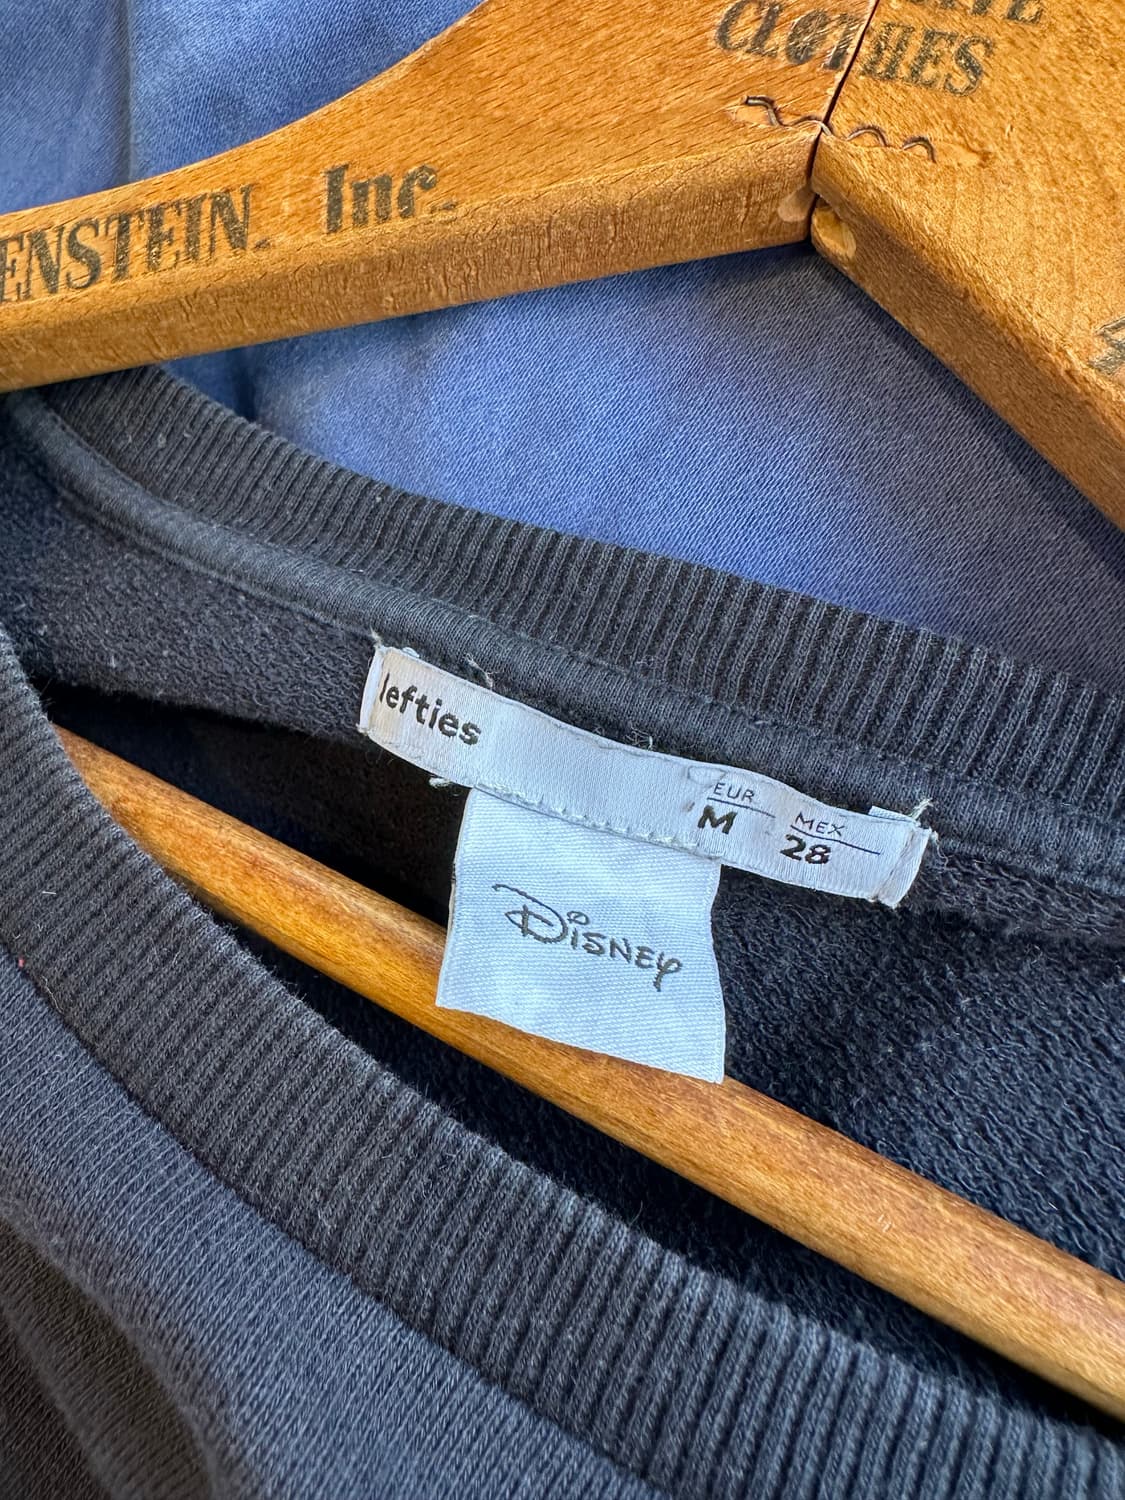 CLOTHES
ENSTEIN. Inc.
lefties
EUR
M
MEX
28
Disney